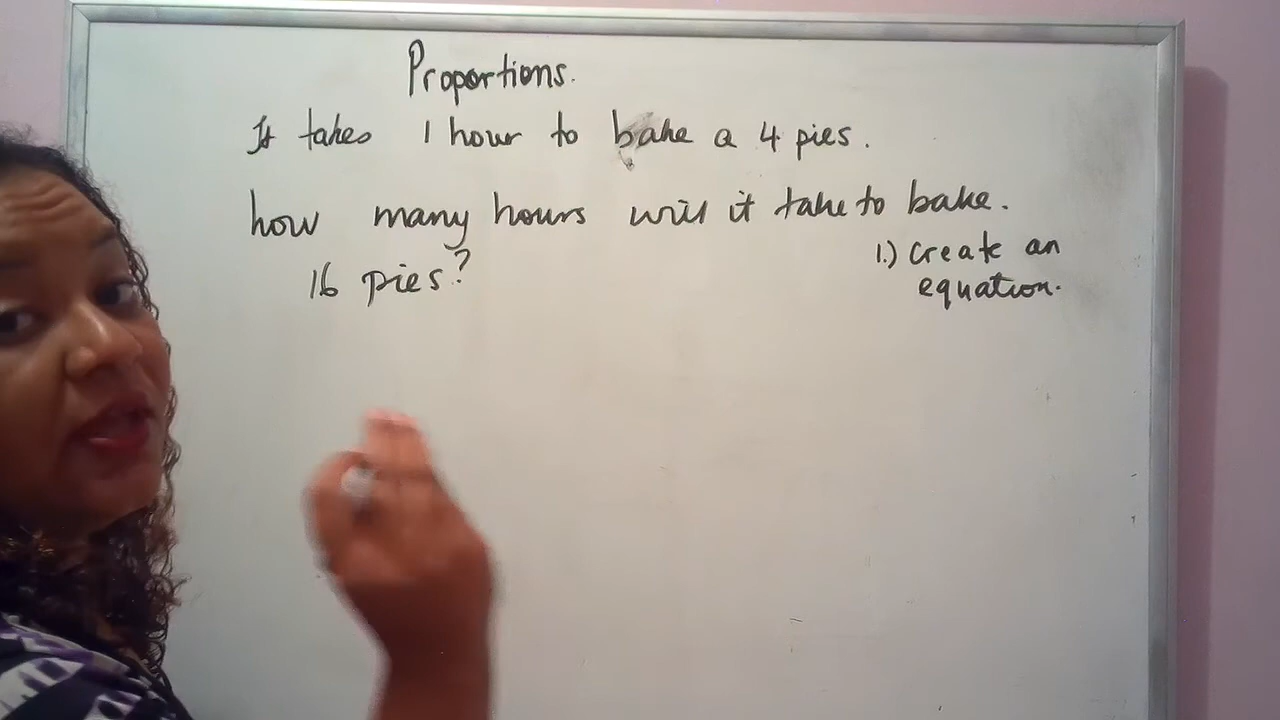 Proportions.
It takes 1 hour to bake a 4 pies.
how many hours will it take to bake.
16 pies?
1.) Create an
equation.